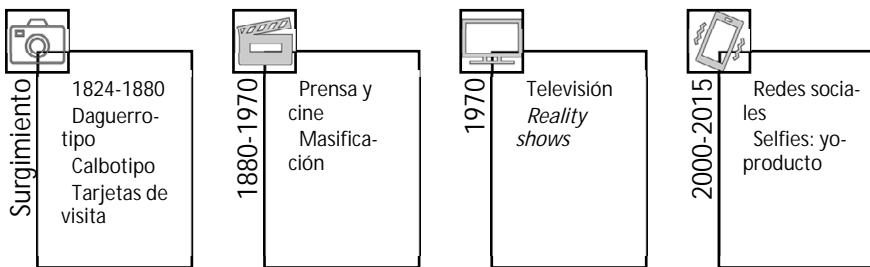 Surgimiento
1824-1880
Daguerro-
tipo
Calbotipo
Tarjetas de
visita
1880-1970
Prensa y
cine
Masifica-
ción
1970
Televisión
Reality
shows
2000-2015
Redes socia-
les
Selfies: yo-
producto